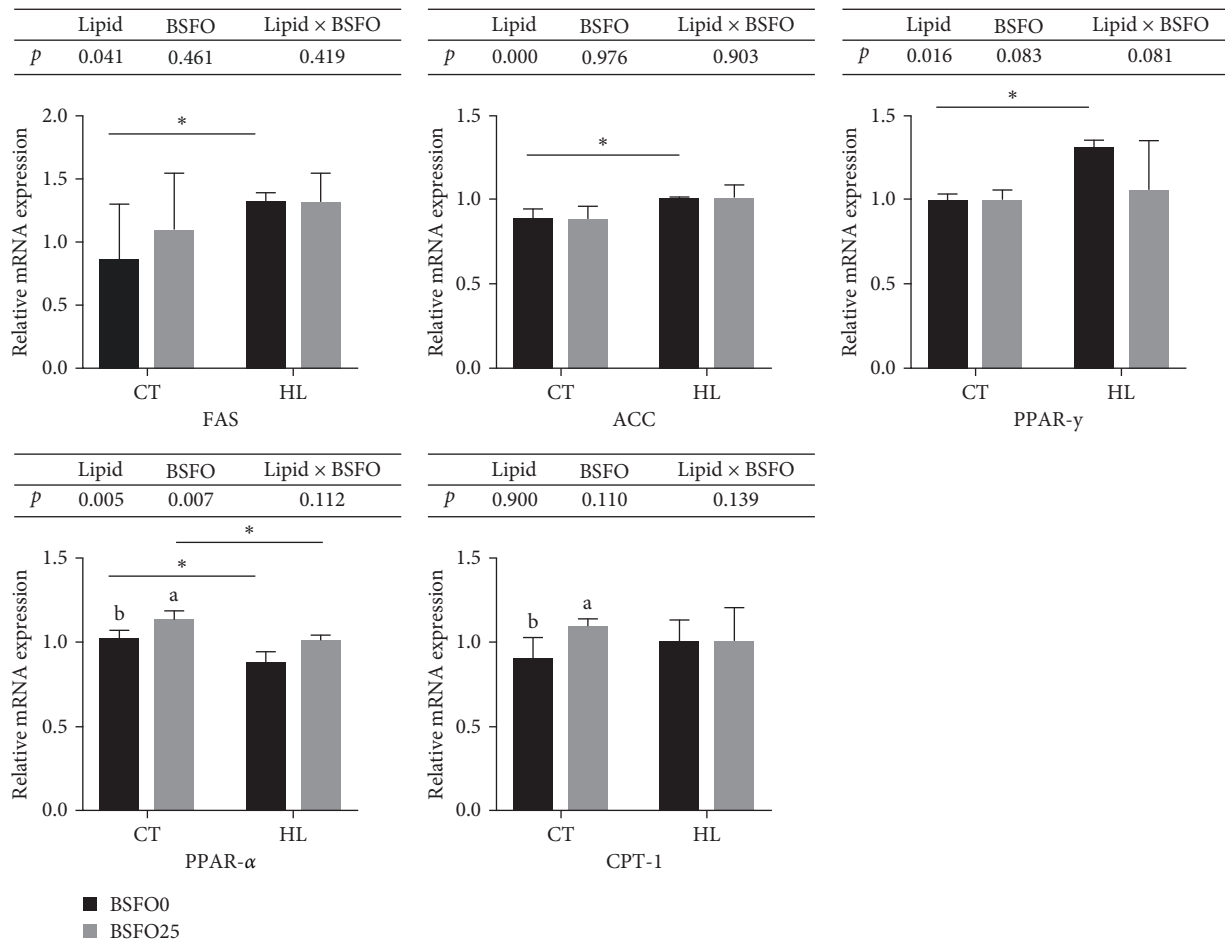 Lipid BSFO Lipid × BSFO
p 0.041 0.461 0.419
Relative mRNA expression
2.0
1.5
1.0
0.5
0.0
*
CT HL
FAS
Lipid BSFO Lipid × BSFO
p 0.000 0.976 0.903
Relative mRNA expression
1.5
1.0
0.5
0.0
*
CT HL
ACC
Lipid BSFO Lipid × BSFO
p 0.016 0.083 0.081
Relative mRNA expression
1.5
1.0
0.5
0.0
*
CT HL
PPAR-y
Lipid BSFO Lipid × BSFO
p 0.005 0.007 0.112
Relative mRNA expression
1.5
1.0
0.5
0.0
*
*
b a
CT HL
PPAR-α
Lipid BSFO Lipid × BSFO
p 0.900 0.110 0.139
Relative mRNA expression
1.5
1.0
0.5
0.0
b a
CT HL
CPT-1
BSFO0
BSFO25